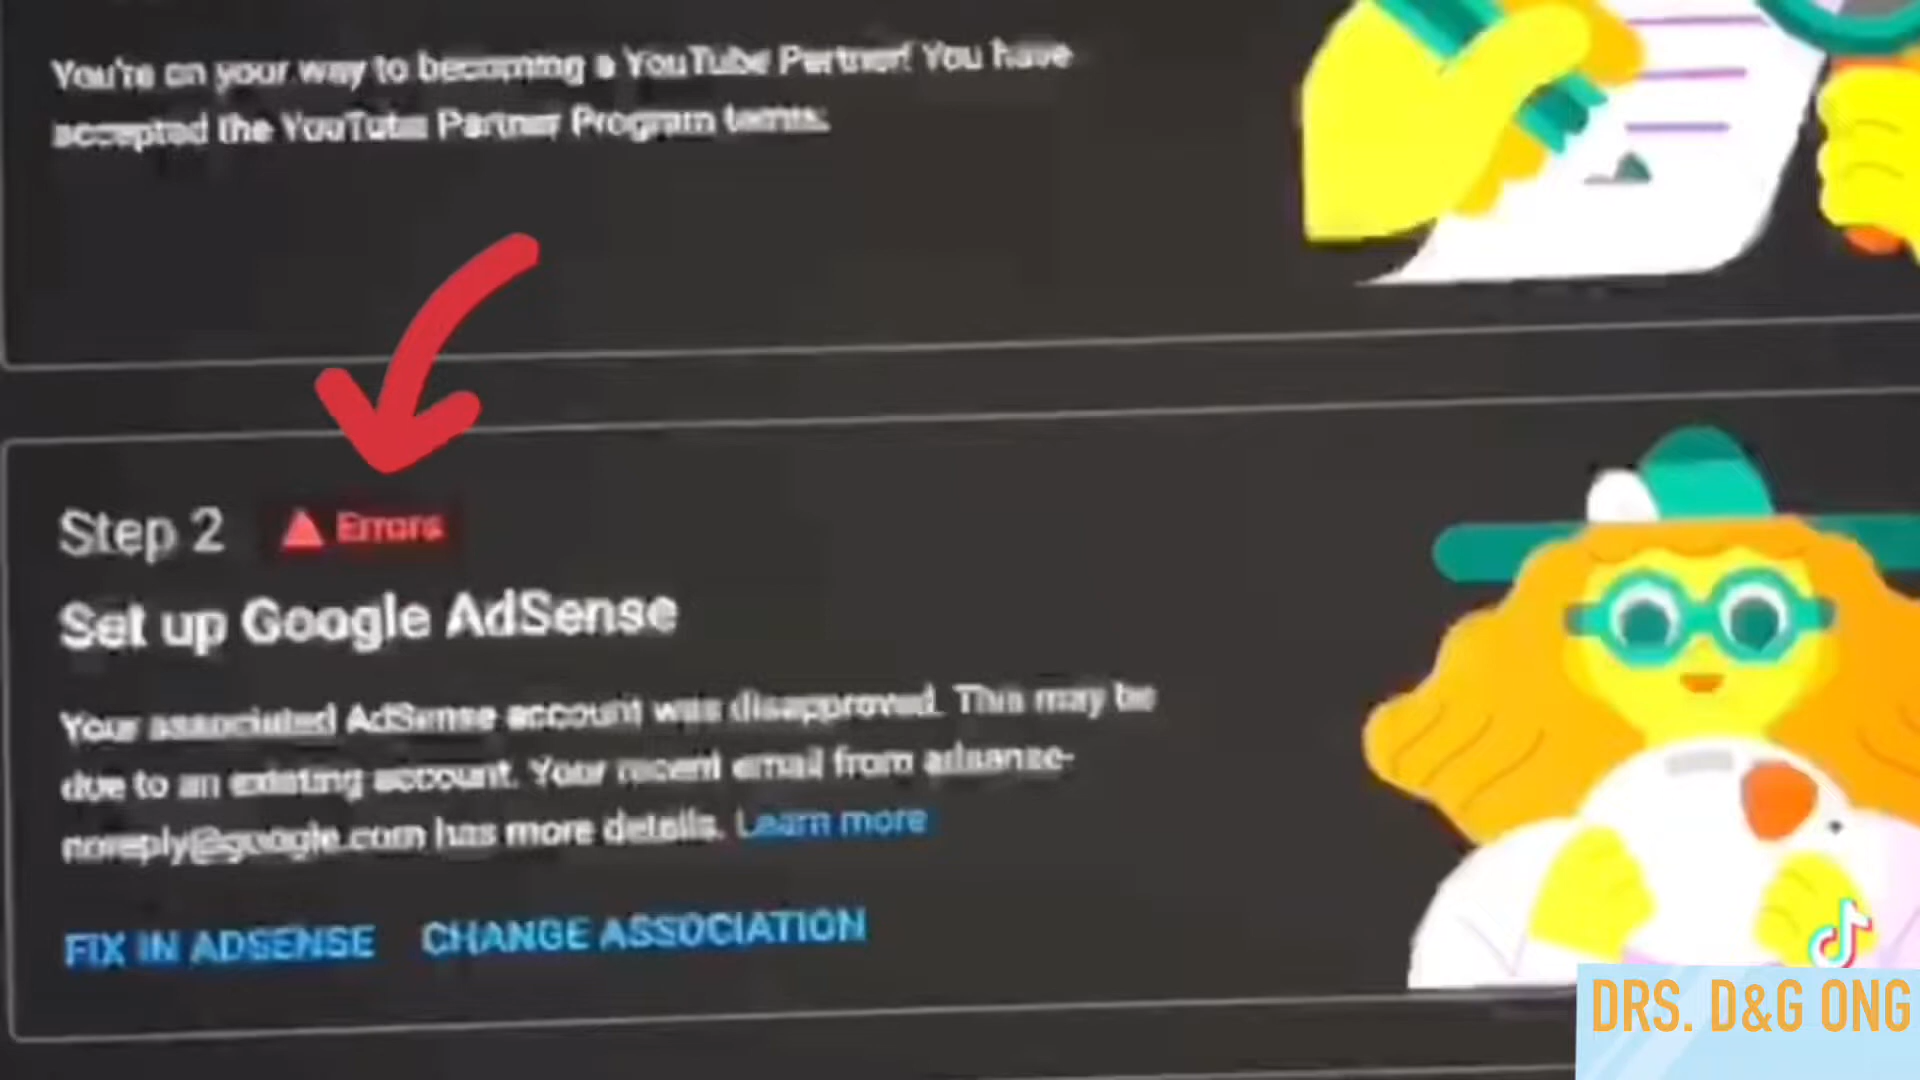 You're on your way to becoming a YouTube Partner! You have
accepted the YouTube Partner Program terms.
Step 2 Errors
Set up Google AdSense
Your associated AdSense account was disapproved. This may be
due to an existing account. Your recent email from adsense-
noreply@google.com has more details. Learn more
FIX IN ADSENSE CHANGE ASSOCIATION
DRS. D&G ONG